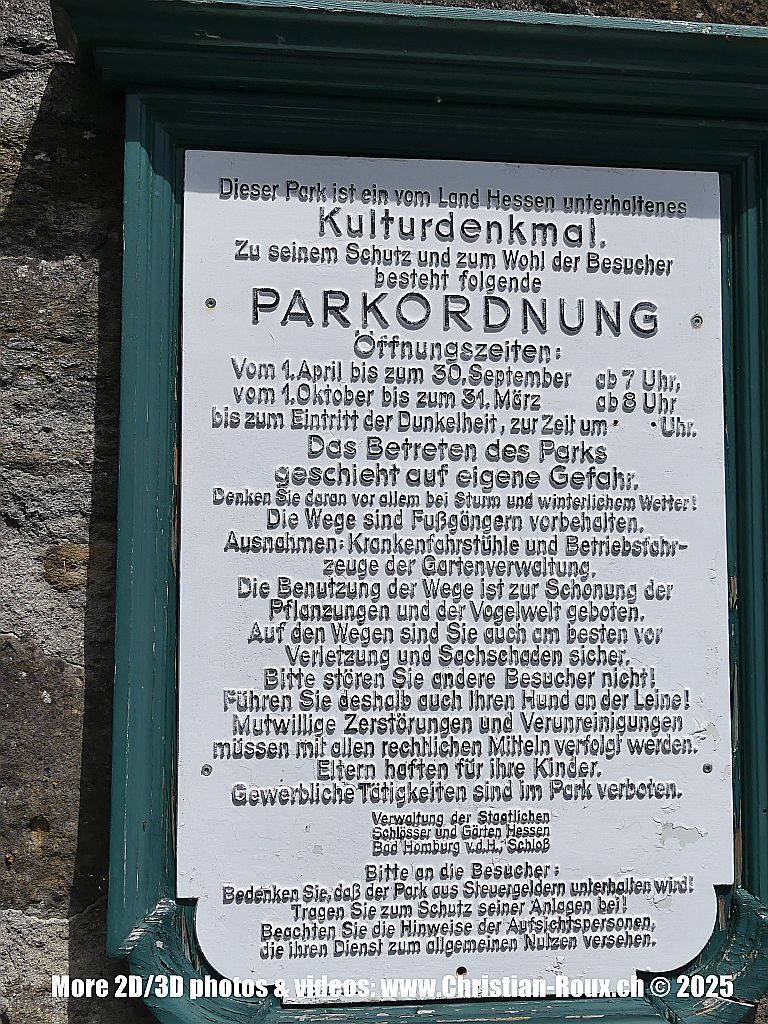 Dieser Park ist ein vom Land Hessen unterhaltenes
Kulturdenkmal.
Zu seinem Schutz und zum Wohl der Besucher
besteht folgende
PARKORDNUNG
Öffnungszeiten:
Vom 1. April bis zum 30. September ab 7 Uhr,
vom 1. Oktober bis zum 31. März ab 8 Uhr
bis zum Eintritt der Dunkelheit, zur Zeit um Uhr.
Das Betreten des Parks
geschieht auf eigene Gefahr.
Denken Sie daran vor allem bei Sturm und winterlichem Wetter!
Die Wege sind Fußgängern vorbehalten.
Ausnahmen: Krankenfahrstühle und Betriebsfahr-
zeuge der Gartenverwaltung.
Die Benutzung der Wege ist zur Schonung der
Pflanzungen und der Vogelwelt geboten.
Auf den Wegen sind Sie auch am besten vor
Verletzung und Sachschaden sicher.
Bitte stören Sie andere Besucher nicht!
Führen Sie deshalb auch Ihren Hund an der Leine!
Mutwillige Zerstörungen und Verunreinigungen
müssen mit allen rechtlichen Mitteln verfolgt werden.
Eltern haften für ihre Kinder.
Gewerbliche Tätigkeiten sind im Park verboten.
Verwaltung der Staatlichen
Schlösser und Gärten Hessen
Bad Homburg v.d.H., Schloß
Bitte an die Besucher:
Bedenken Sie, daß der Park aus Steuergeldern unterhalten wird!
Tragen Sie zum Schutz seiner Anlagen bei!
Beachten Sie die Hinweise der Aufsichtspersonen,
die ihren Dienst zum allgemeinen Nutzen versehen.
More 2D/3D photos & videos: www.Christian-Roux.ch © 2025